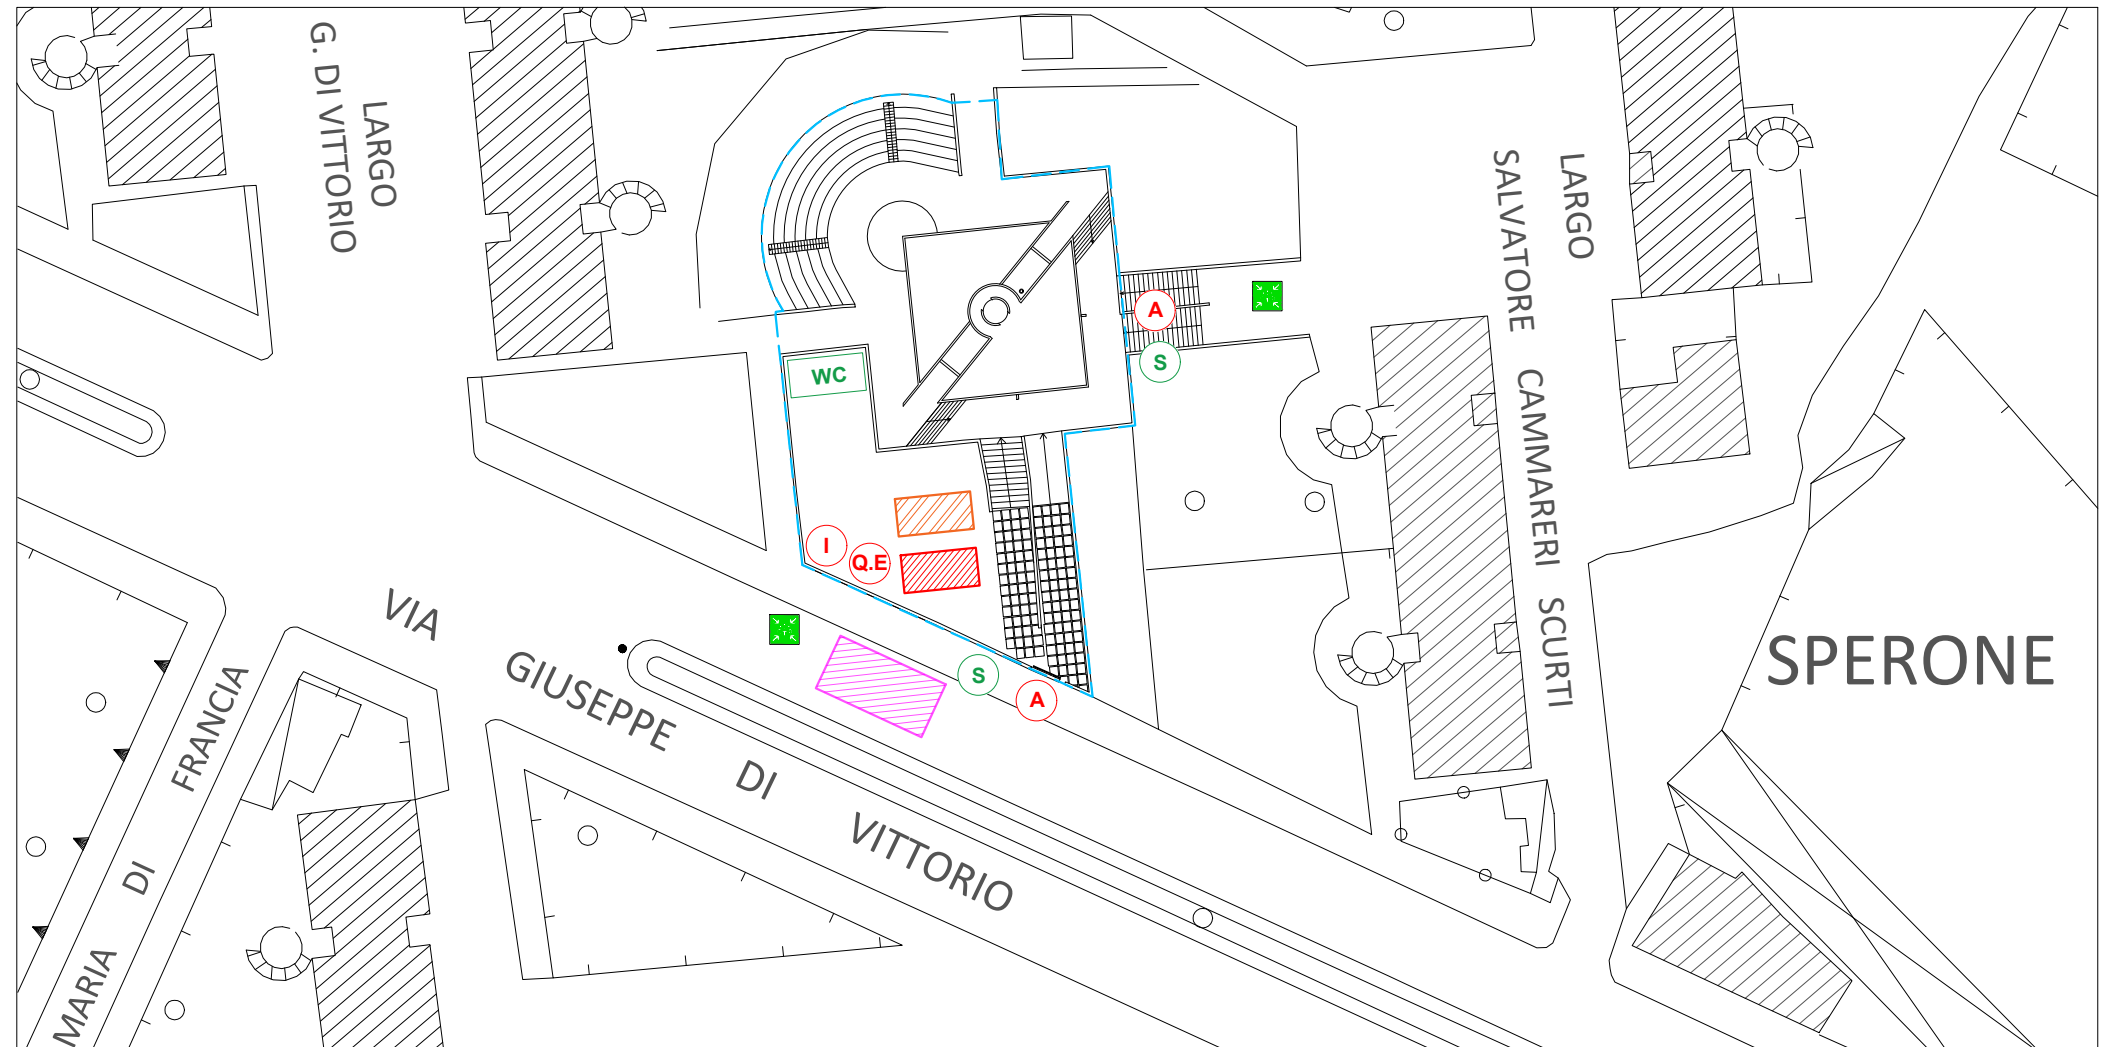 LARGO
G. DI VITTORIO
LARGO
SALVATORE CAMMARERI SCURTI
A
S
WC
I
Q.E
S
A
SPERONE
VIA GIUSEPPE DI VITTORIO
MARIA DI FRANCIA